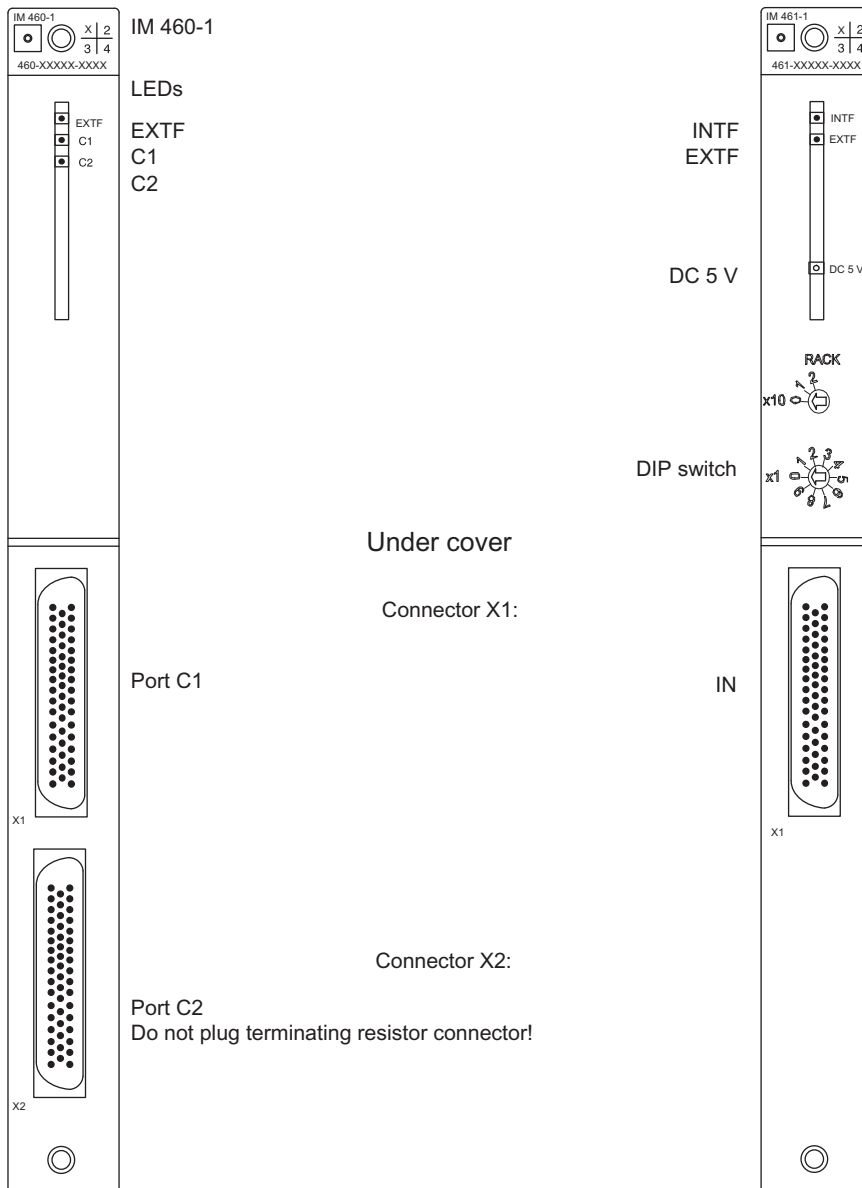 IM 460-1
X 2
3 4
460-XXXXX-XXXX
EXTF
C1
C2
IM 460-1
LEDs
EXTF
C1
C2
INTF
EXTF
DC 5 V
DIP switch
IM 461-1
X 2
3 4
461-XXXXX-XXXX
INTF
EXTF
DC 5 V
RACK
x10 0 1 2
x1 0 1 2 3 4 5 6 7 8 9
Under cover
Connector X1:
Port C1
IN
X1
X1
Connector X2:
Port C2
Do not plug terminating resistor connector!
X2